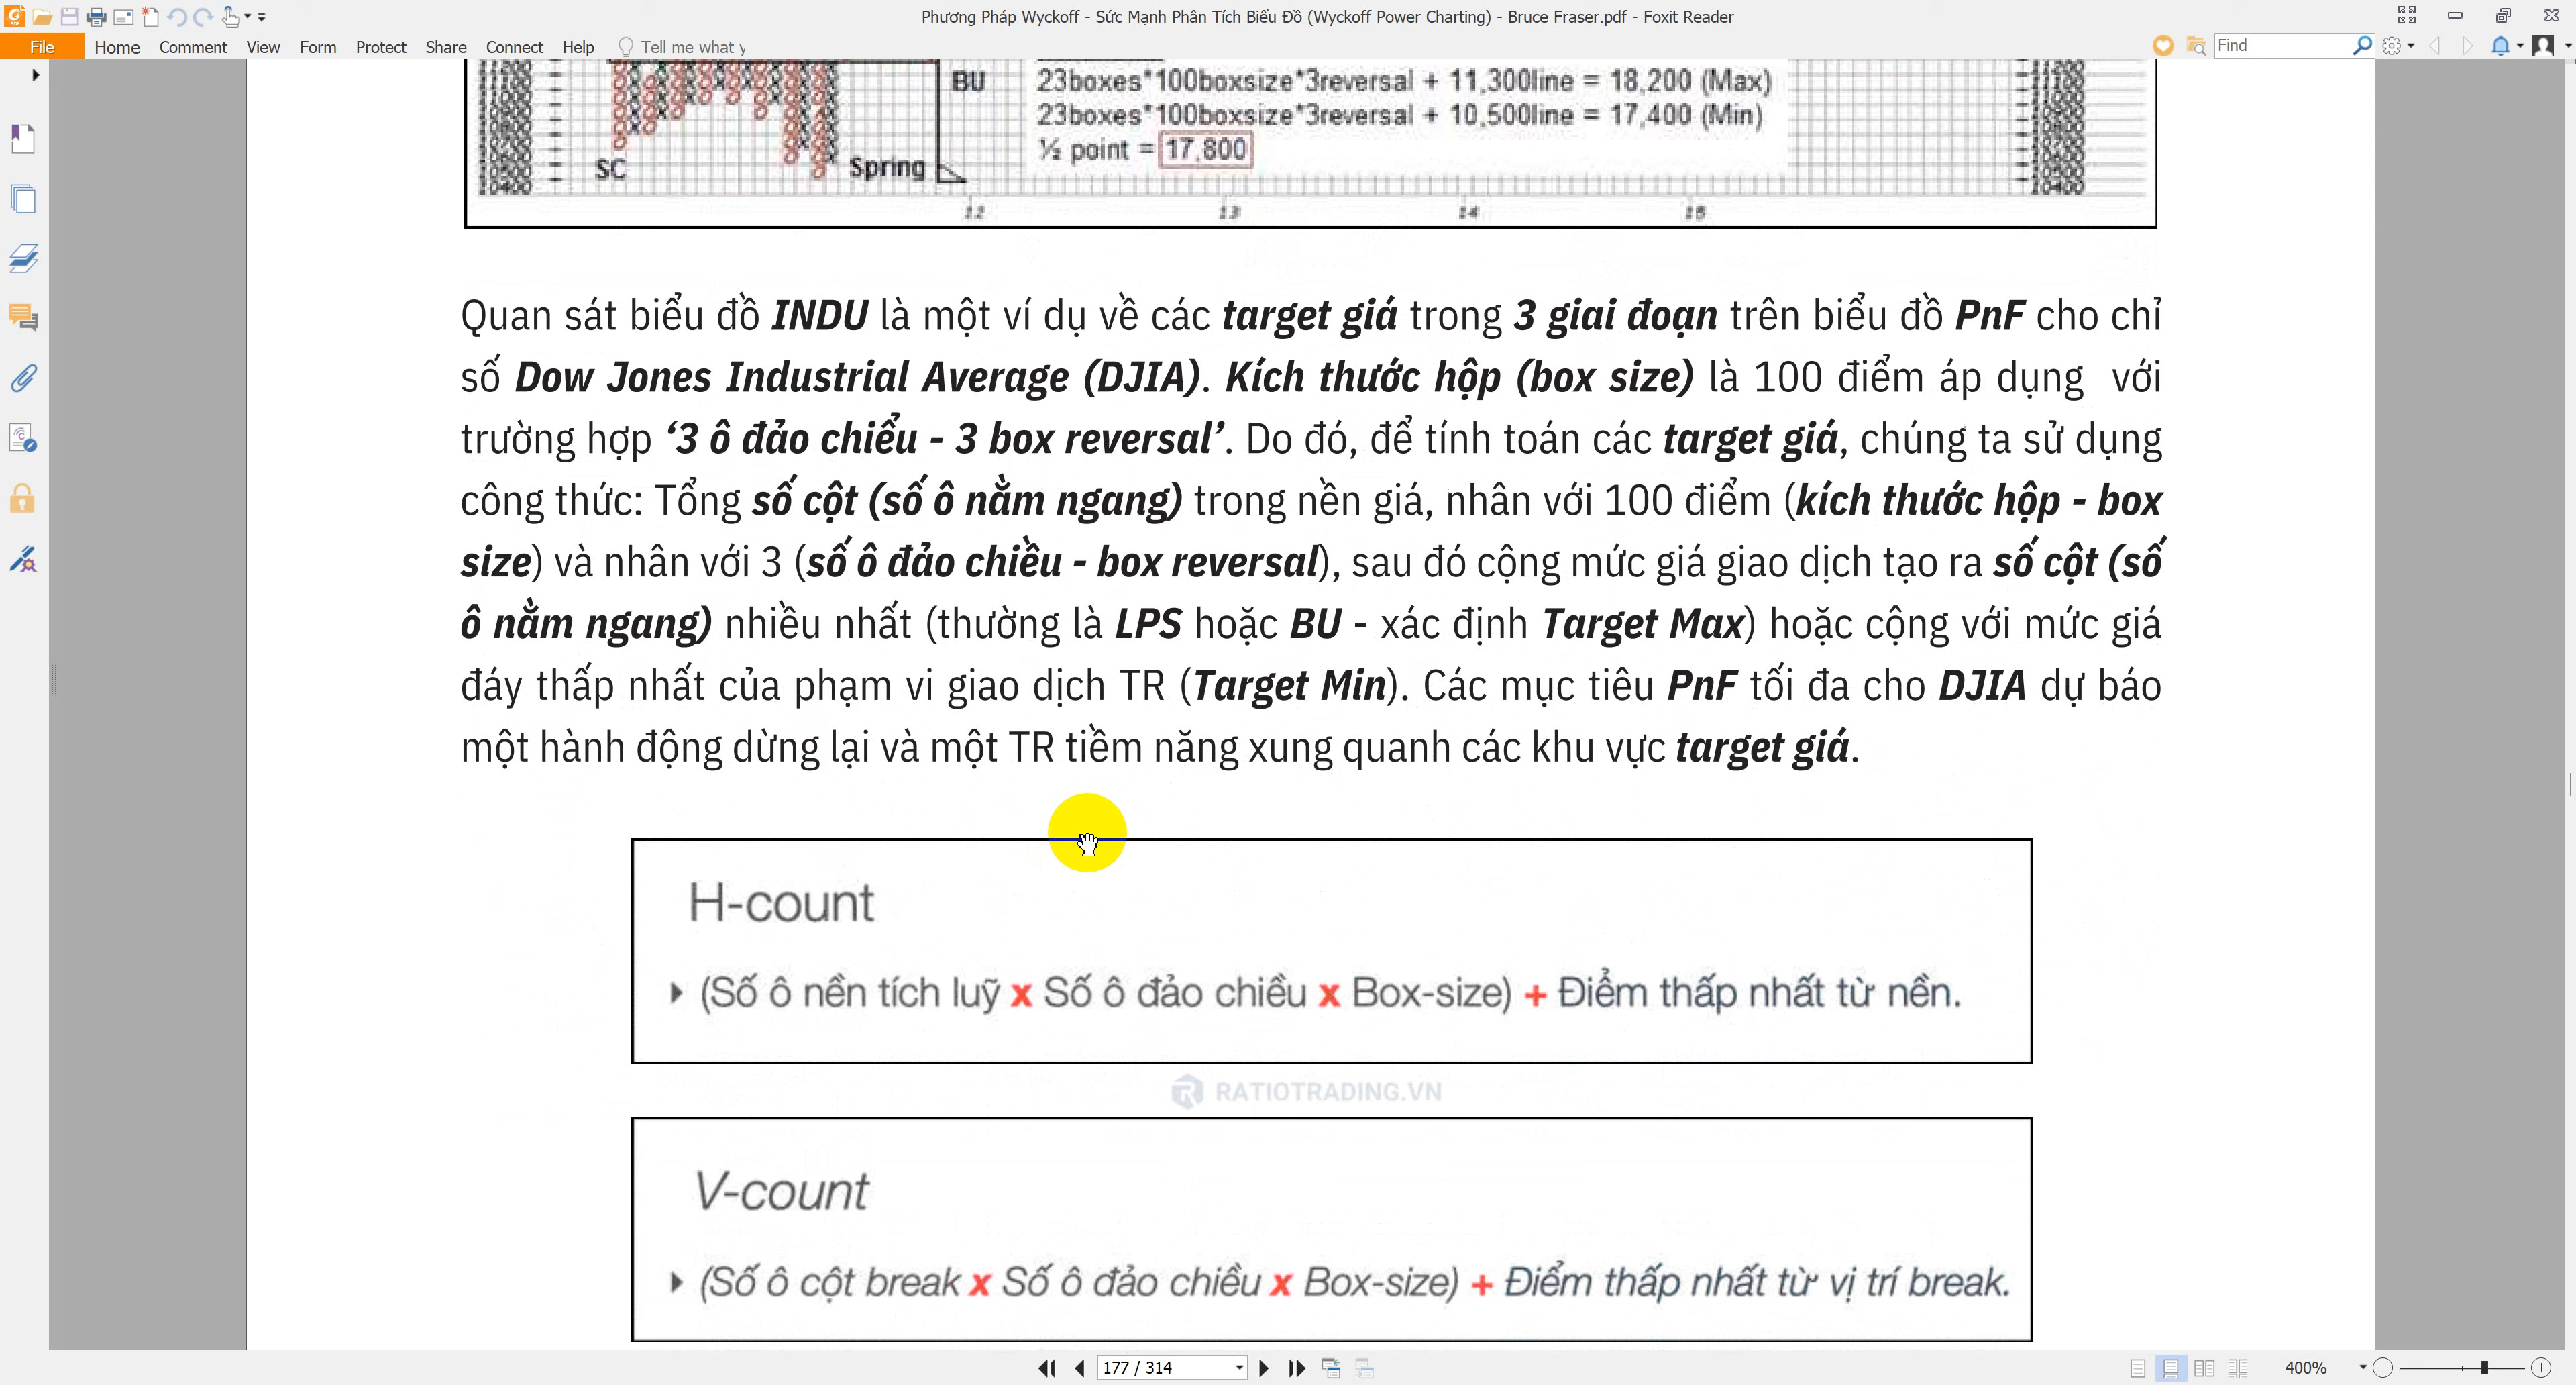 Phương Pháp Wyckoff - Sức Mạnh Phân Tích Biểu Đồ (Wyckoff Power Charting) - Bruce Fraser.pdf - Foxit Reader
File Home Comment View Form Protect Share Connect Help Tell me what y Find
BU 23boxes*100boxsize*3reversal + 11,300line = 18,200 (Max)
23boxes*100boxsize*3reversal + 10,500line = 17,400 (Min)
½ point = 17,800
SC Spring
10400 10400
12 13 14 15
Quan sát biểu đồ INDU là một ví dụ về các target giá trong 3 giai đoạn trên biểu đồ PnF cho chỉ
số Dow Jones Industrial Average (DJIA). Kích thước hộp (box size) là 100 điểm áp dụng với
trường hợp ‘3 ô đảo chiểu - 3 box reversal’. Do đó, để tính toán các target giá, chúng ta sử dụng
công thức: Tổng số cột (số ô nằm ngang) trong nền giá, nhân với 100 điểm (kích thước hộp - box
size) và nhân với 3 (số ô đảo chiều - box reversal), sau đó cộng mức giá giao dịch tạo ra số cột (số
ô nằm ngang) nhiều nhất (thường là LPS hoặc BU - xác định Target Max) hoặc cộng với mức giá
đáy thấp nhất của phạm vi giao dịch TR (Target Min). Các mục tiêu PnF tối đa cho DJIA dự báo
một hành động dừng lại và một TR tiềm năng xung quanh các khu vực target giá.
H-count
(Số ô nền tích luỹ x Số ô đảo chiều x Box-size) + Điểm thấp nhất từ nền.
RATIOTRADING.VN
V-count
(Số ô cột break x Số ô đảo chiều x Box-size) + Điểm thấp nhất từ vị trí break.
177 / 314
400%